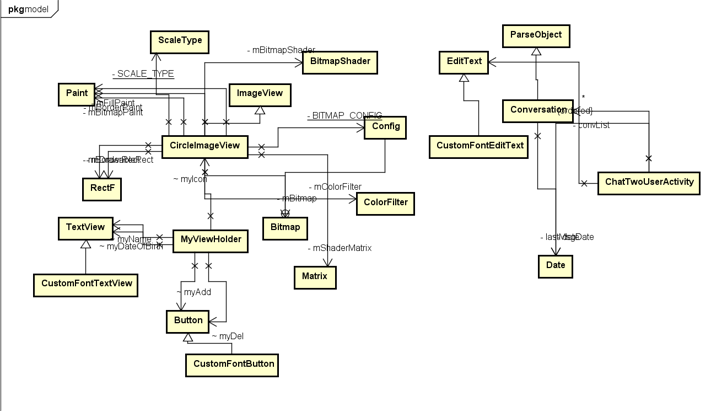 pkg model
ParseObject
ScaleType
- mBitmapShader
EditText
BitmapShader
- SCALE_TYPE
Paint
ImageView
- mBitmapPaint
- BITMAP_CONFIG
Conversation
*
- convList
Config
CircleImageView
CustomFontEditText
~ myIcon
RectF
- mColorFilter
ChatTwoUserActivity
- mBitmap
ColorFilter
TextView
Bitmap
~ myName
MyViewHolder
~ myDateOfBirth
- mShaderMatrix
Date
CustomFontTextView
Matrix
~ myAdd
Button
~ myDel
CustomFontButton